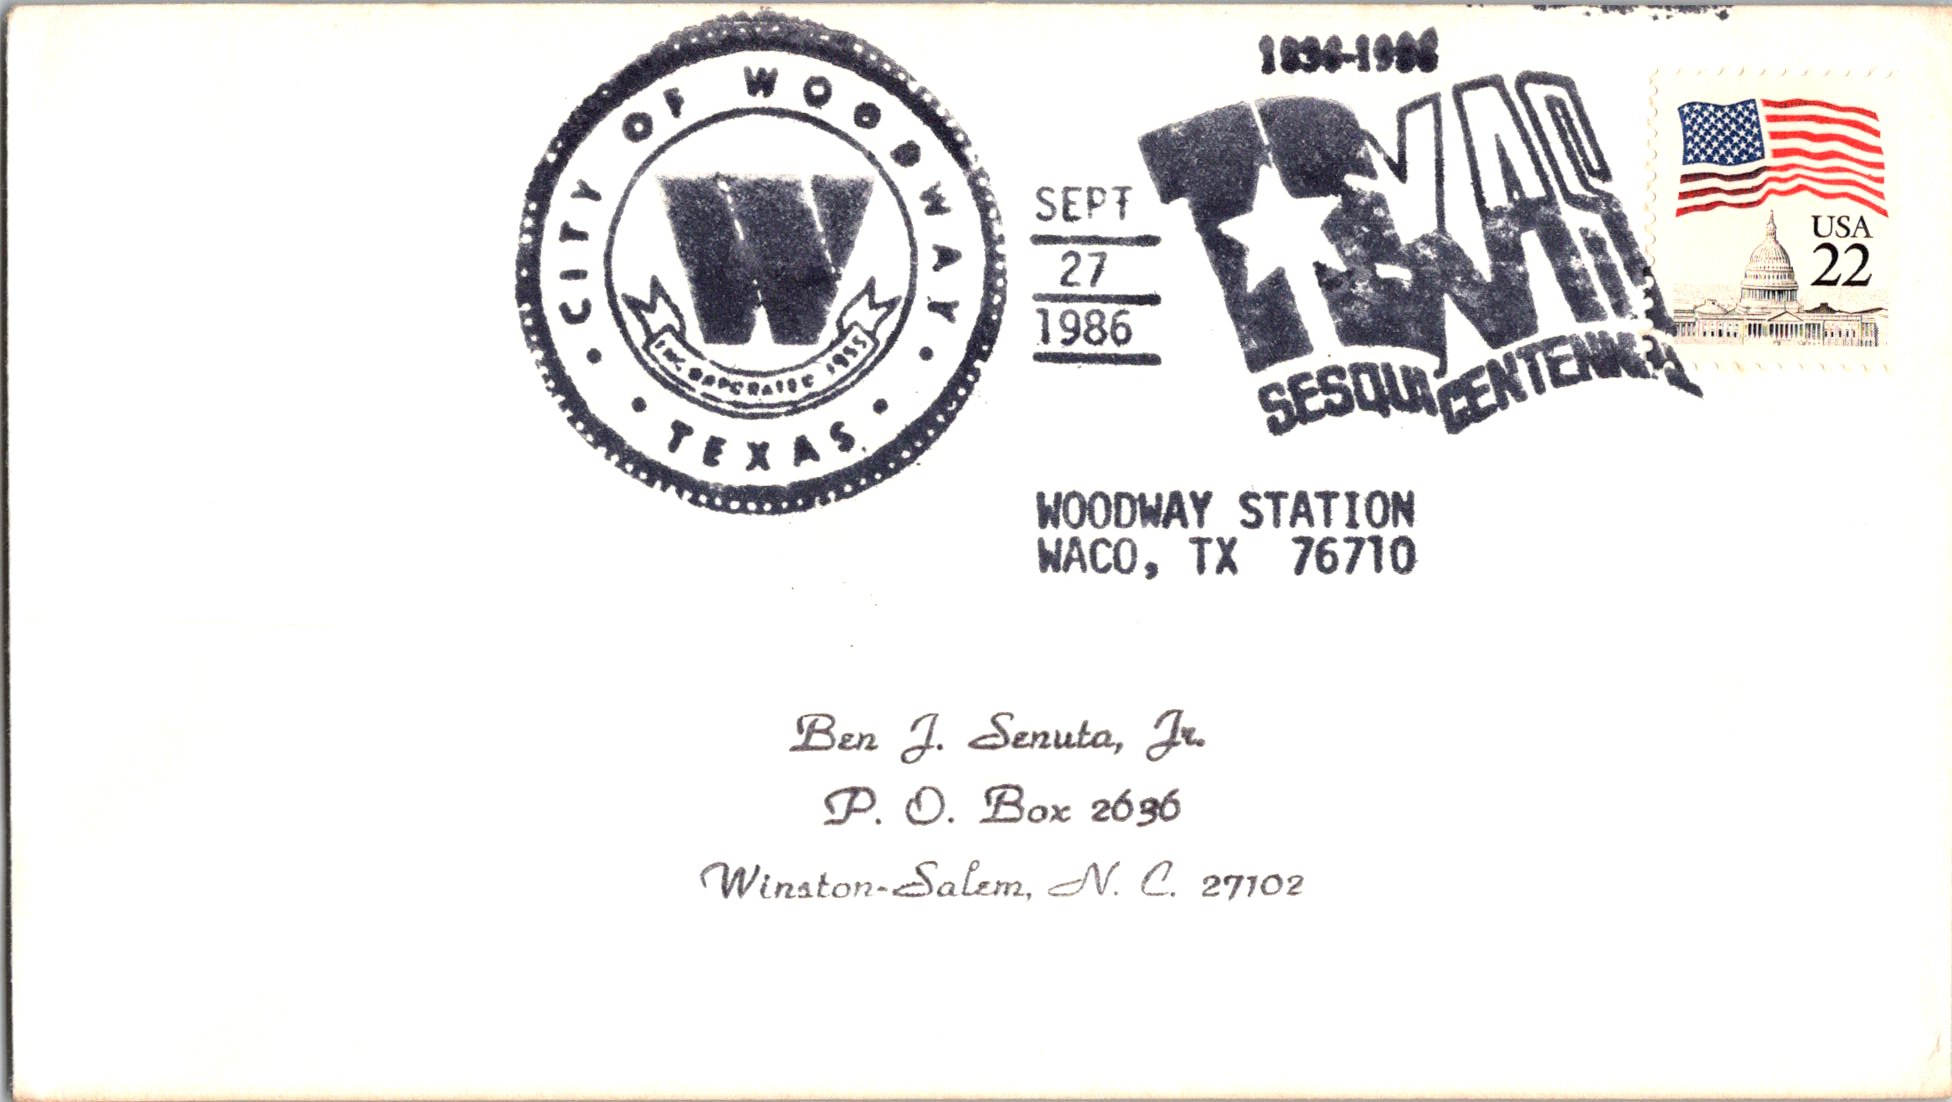 CITY OF WOODWAY
W
INCORPORATED 1955
TEXAS
SEPT
27
1986
1836-1986
TEXAS
SESQUICENTENNIAL
USA
22
WOODWAY STATION
WACO, TX 76710
Ben J. Senuta, Jr.
P. O. Box 2636
Winston-Salem, N. C. 27102